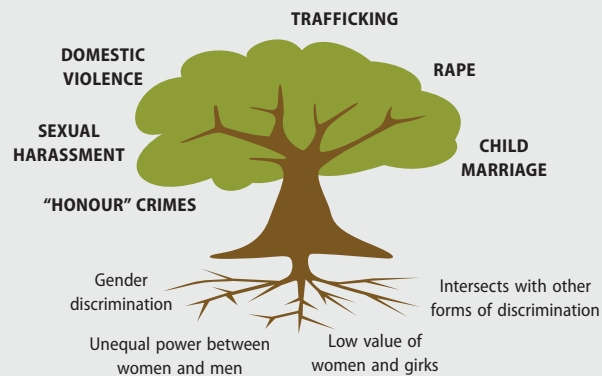 TRAFFICKING
DOMESTIC
VIOLENCE
RAPE
SEXUAL
HARASSMENT
CHILD
MARRIAGE
“HONOUR” CRIMES
Gender
discrimination
Intersects with other
forms of discrimination
Unequal power between
women and men
Low value of
women and girks